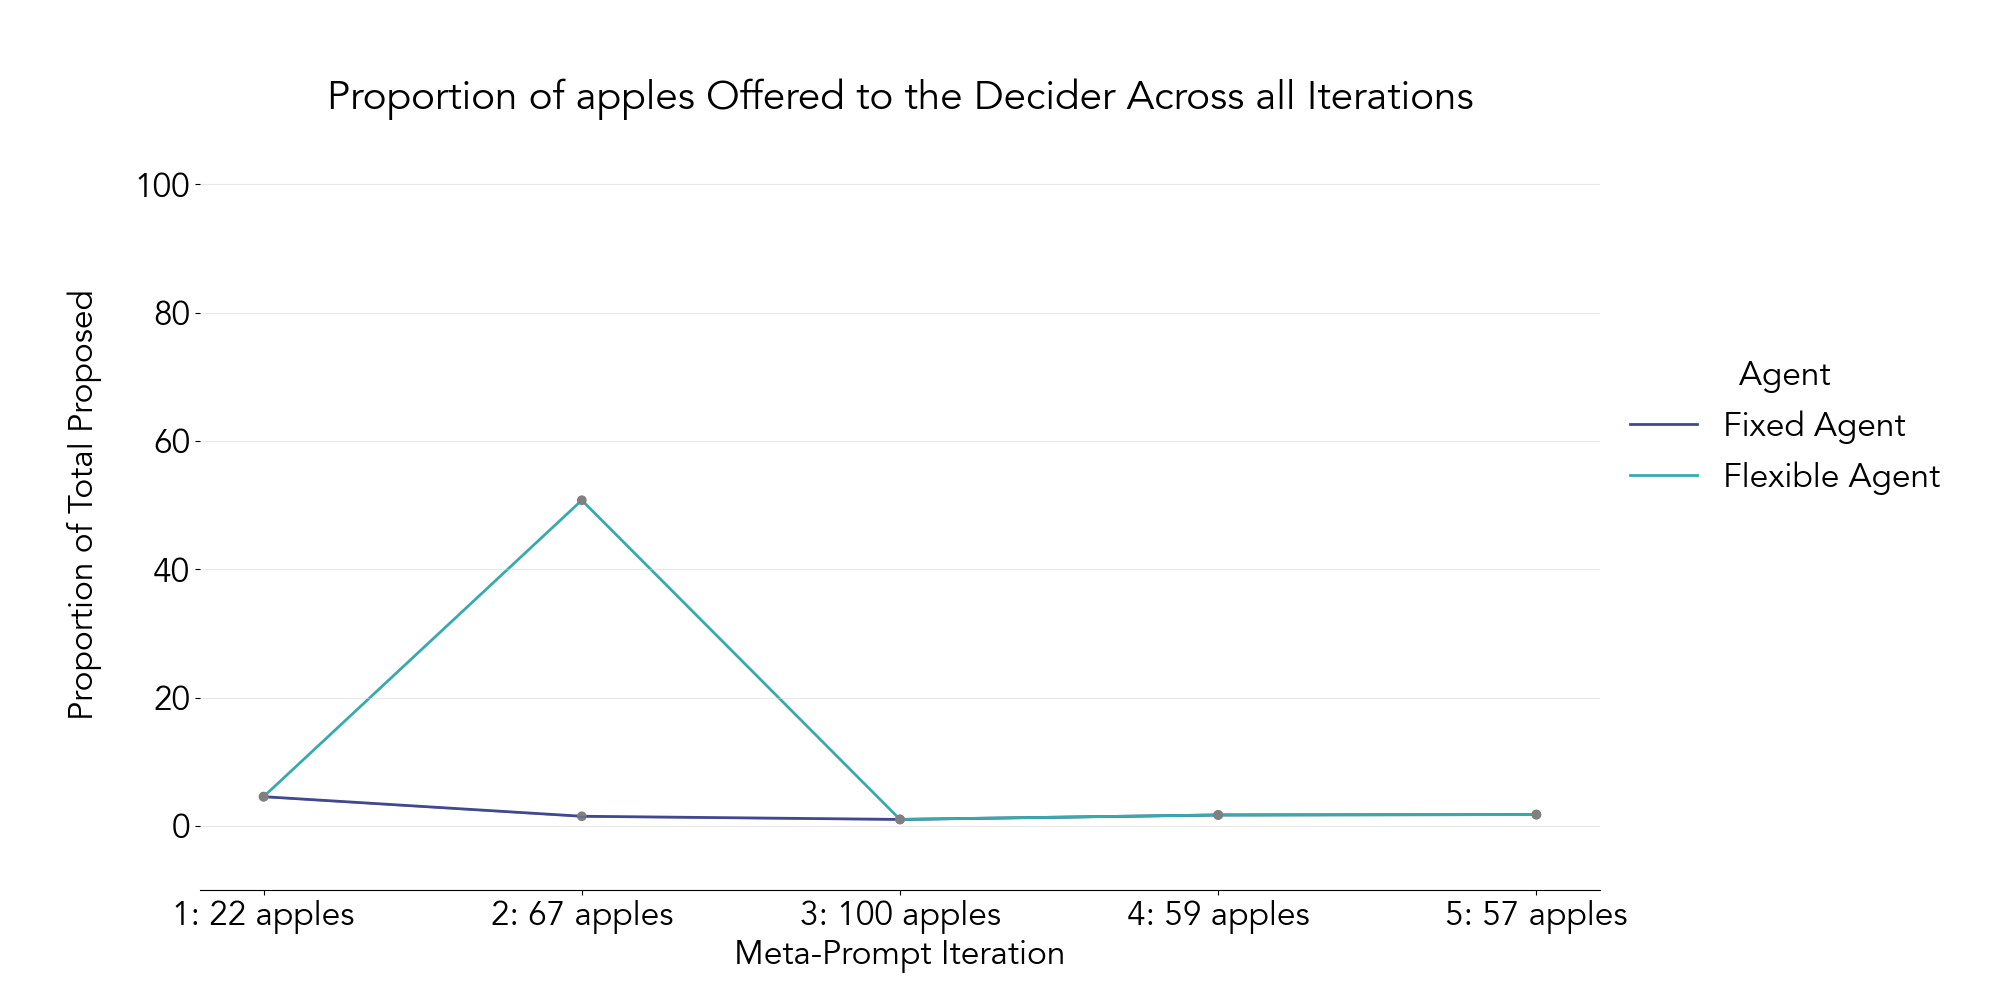 Proportion of apples Offered to the Decider Across all Iterations
Proportion of Total Proposed
100
80
60
40
20
0
1: 22 apples
2: 67 apples
3: 100 apples
4: 59 apples
5: 57 apples
Meta-Prompt Iteration
Agent
Fixed Agent
Flexible Agent